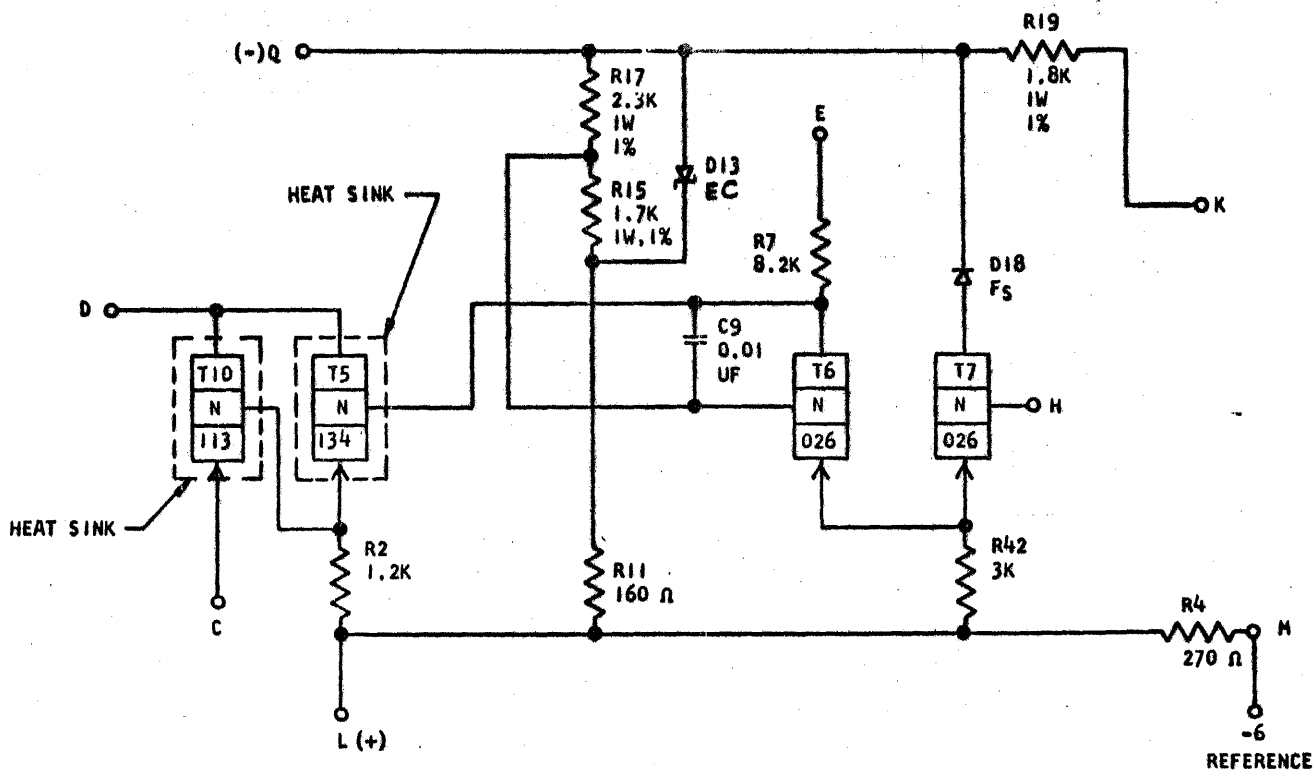 R19
1.8K
1W
1%
(-)Q
R17
2.3K
1W
1%
E
D13
EC
HEAT SINK
R15
1.7K
1W,1%
K
R7
8.2K
D18
FS
D
C9
0.01
UF
T10
N
113
T5
N
134
T6
N
026
T7
N
026
H
HEAT SINK
R2
1.2K
R11
160 Ω
R42
3K
C
R4
270 Ω
M
L (+)
-6
REFERENCE